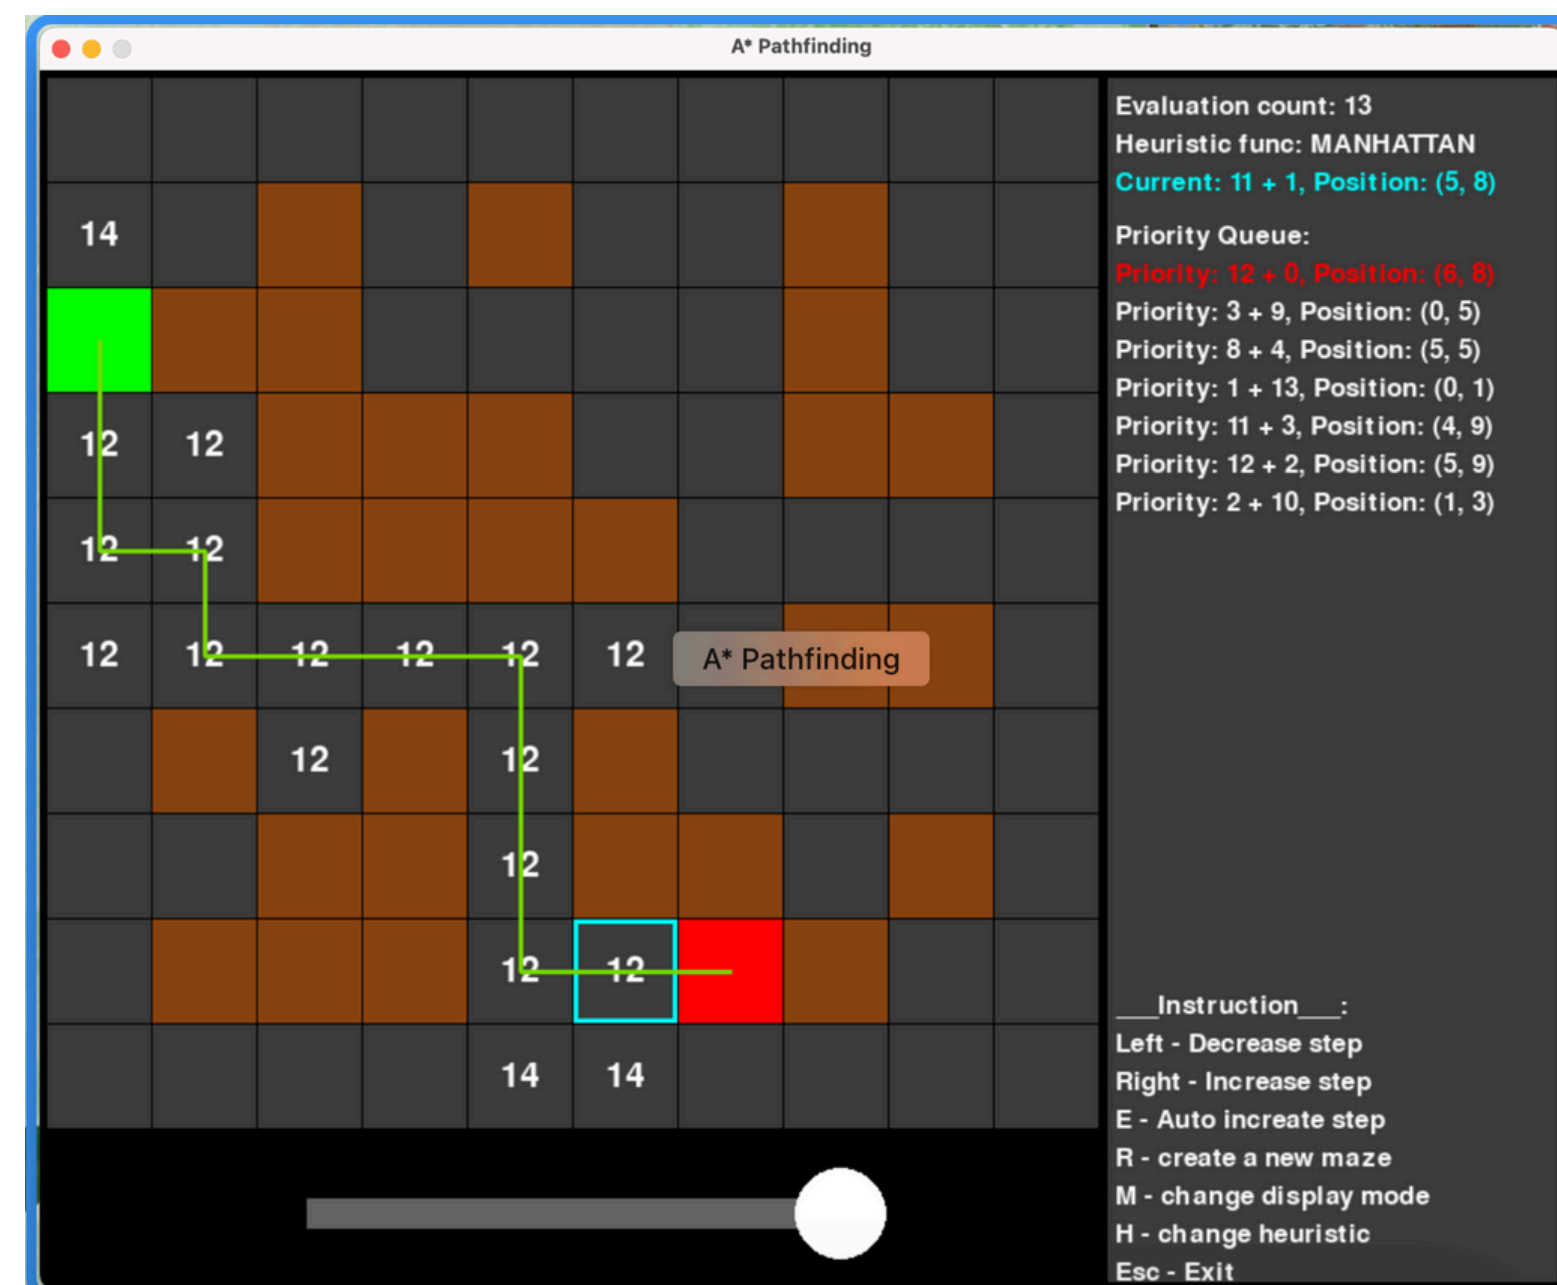 A* Pathfinding
14
12 12
12 12
12 12 12 12 12 12
A* Pathfinding
12 12
12
12 12
14 14
Evaluation count: 13
Heuristic func: MANHATTAN
Current: 11 + 1, Position: (5, 8)
Priority Queue:
Priority: 12 + 0, Position: (6, 8)
Priority: 3 + 9, Position: (0, 5)
Priority: 8 + 4, Position: (5, 5)
Priority: 1 + 13, Position: (0, 1)
Priority: 11 + 3, Position: (4, 9)
Priority: 12 + 2, Position: (5, 9)
Priority: 2 + 10, Position: (1, 3)
___Instruction___:
Left - Decrease step
Right - Increase step
E - Auto increate step
R - create a new maze
M - change display mode
H - change heuristic
Esc - Exit